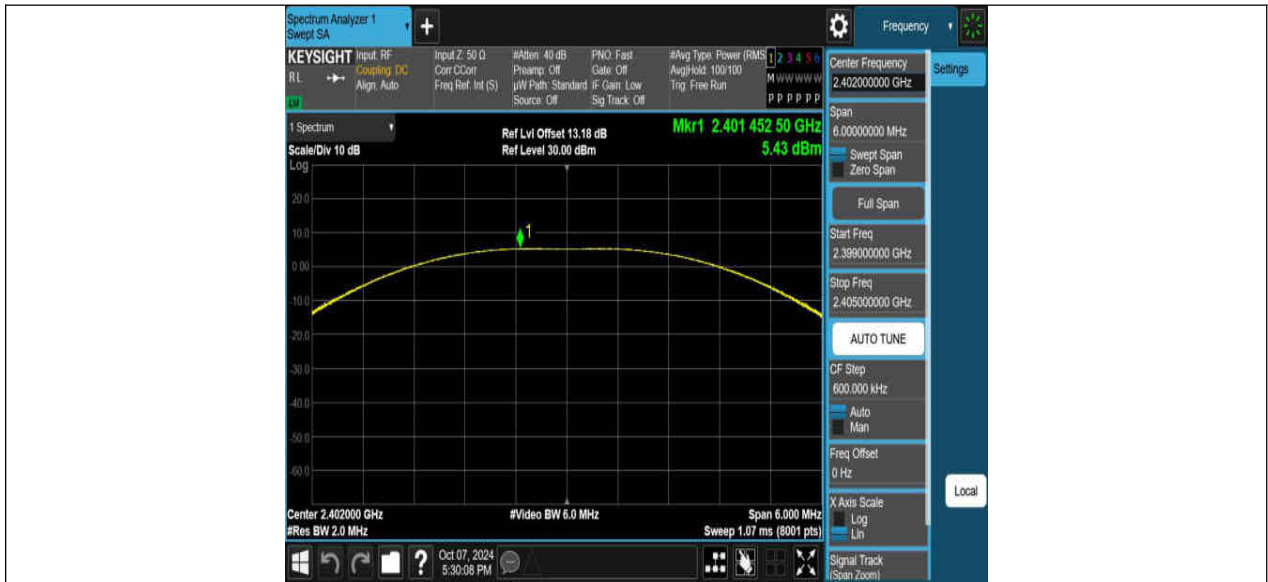 Spectrum Analyzer 1
Swept SA
+
Frequency
KEYSIGHT
RL
Input: RF
Coupling: DC
Align: Auto
Input Z: 50 Ω
Corr CCorr
Freq Ref: Int (S)
#Atten: 40 dB
Preamp: Off
µW Path: Standard
Source: Off
PNO: Fast
Gate: Off
IF Gain: Low
Sig Track: Off
#Avg Type: Power (RMS
Avg|Hold: 100/100
Trig: Free Run
1 2 3 4 5 6
M W W W W W
P P P P P P
1 Spectrum
Scale/Div 10 dB
Log
Ref Lvl Offset 13.18 dB
Ref Level 30.00 dBm
Mkr1 2.401 452 50 GHz
5.43 dBm
20.0
10.0
0.00
-10.0
-20.0
-30.0
-40.0
-50.0
-60.0
1
Center 2.402000 GHz
#Res BW 2.0 MHz
#Video BW 6.0 MHz
Span 6.000 MHz
Sweep 1.07 ms (8001 pts)
?
Oct 07, 2024
5:30:08 PM
Center Frequency
2.402000000 GHz
Settings
Span
6.00000000 MHz
Swept Span
Zero Span
Full Span
Start Freq
2.399000000 GHz
Stop Freq
2.405000000 GHz
AUTO TUNE
CF Step
600.000 kHz
Auto
Man
Freq Offset
0 Hz
X Axis Scale
Log
Lin
Local
Signal Track
(Span Zoom)